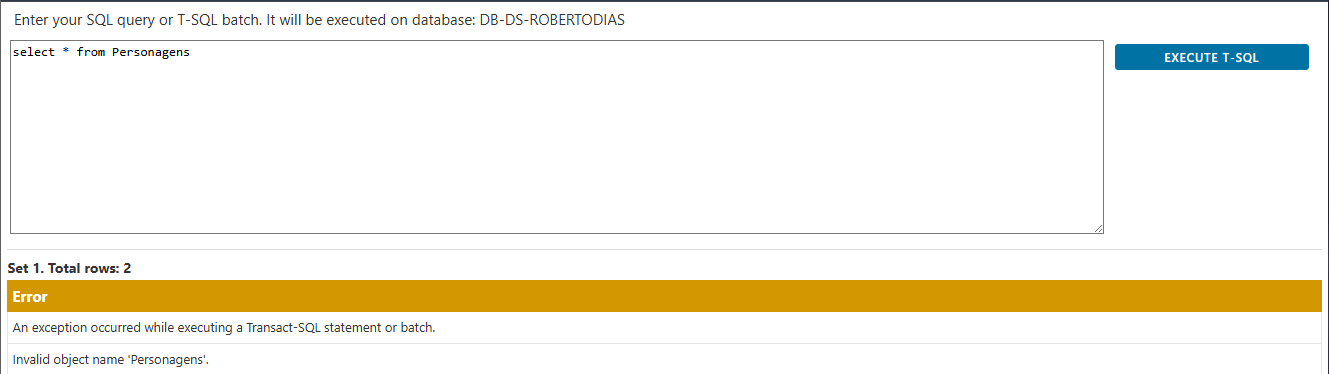 Enter your SQL query or T-SQL batch. It will be executed on database: DB-DS-ROBERTODIAS
select * from Personagens
EXECUTE T-SQL
Set 1. Total rows: 2
Error
An exception occurred while executing a Transact-SQL statement or batch.
Invalid object name 'Personagens'.